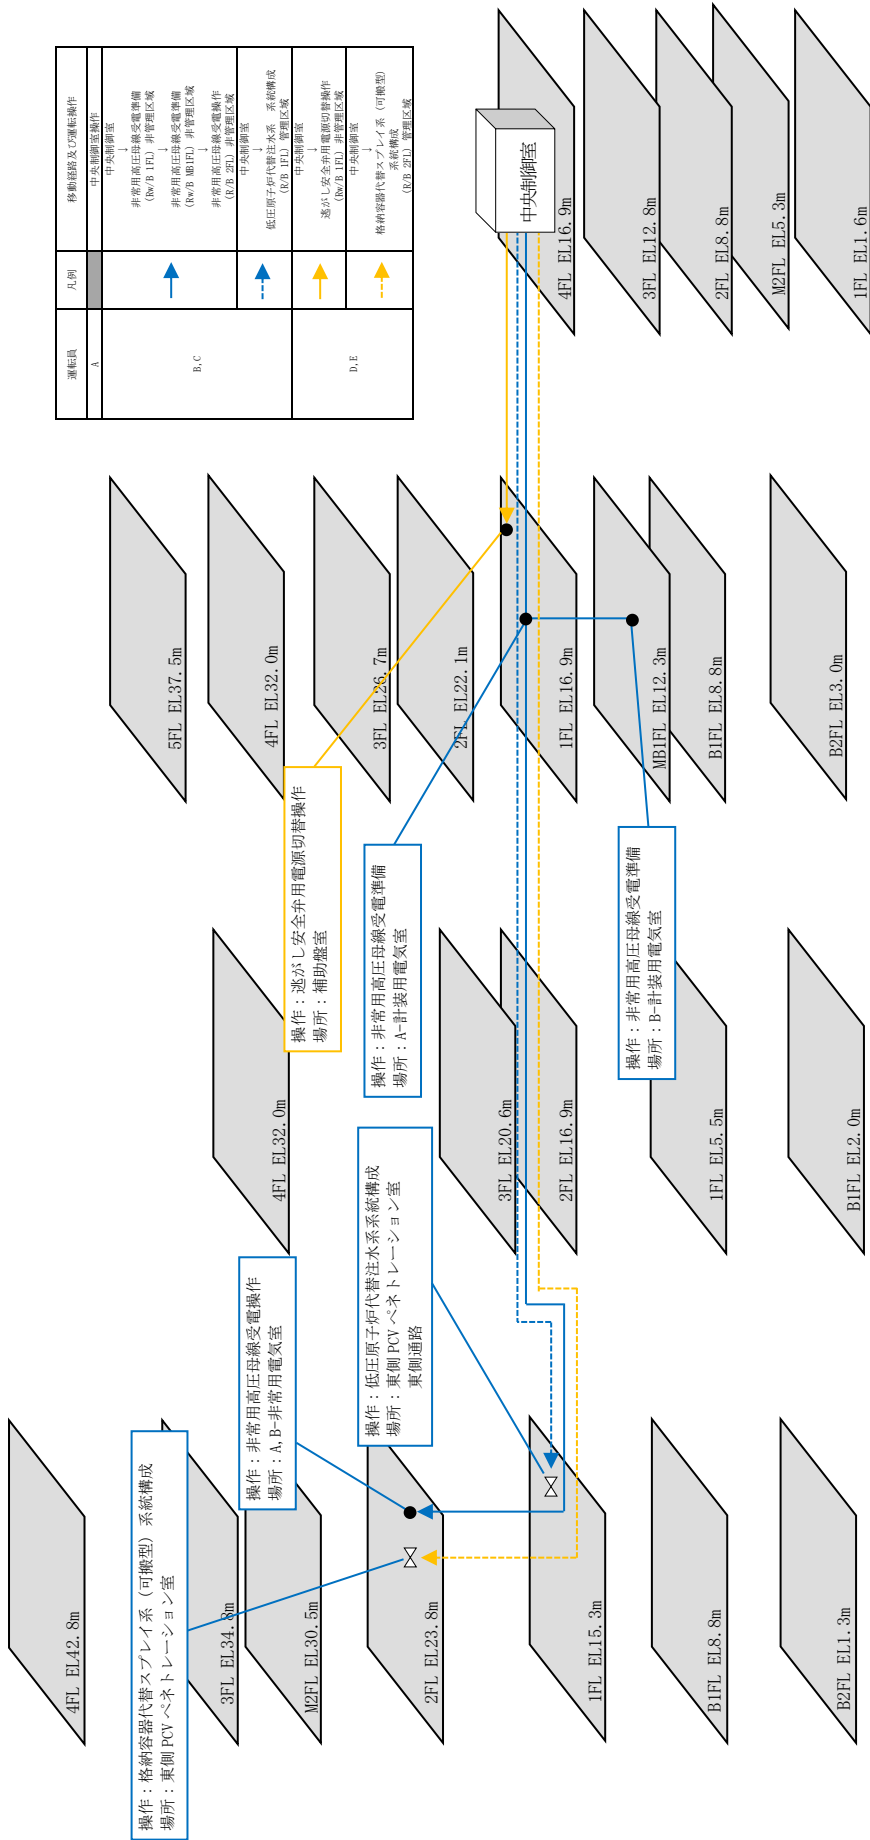 運転員
凡例
移動経路及び運転操作
A
中央制御室操作
B,C
中央制御室
↓
非常用高圧母線受電準備
(Rw/B 1FL) 非管理区域
↓
非常用高圧母線受電準備
(Rw/B MB1FL) 非管理区域
↓
非常用高圧母線受電操作
(R/B 2FL) 非管理区域
中央制御室
↓
低圧原子炉代替注水系 系統構成
(R/B 1FL) 管理区域
D,E
中央制御室
↓
逃がし安全弁用電源切替操作
(Rw/B 1FL) 非管理区域
中央制御室
↓
格納容器代替スプレイ系 (可搬型)
系統構成
(R/B 2FL) 管理区域
4FL EL42.8m
3FL EL34.8m
M2FL EL30.5m
2FL EL23.8m
1FL EL15.3m
B1FL EL8.8m
B2FL EL1.3m
操作：格納容器代替スプレイ系 (可搬型) 系統構成
場所：東側 PCV ペネトレーション室
操作：非常用高圧母線受電操作
場所：A,B-非常用電気室
操作：低圧原子炉代替注水系系統構成
場所：東側 PCV ペネトレーション室
東側通路
4FL EL32.0m
3FL EL20.6m
2FL EL16.9m
1FL EL5.5m
B1FL EL2.0m
操作：逃がし安全弁用電源切替操作
場所：補助盤室
操作：非常用高圧母線受電準備
場所：A-計装用電気室
操作：非常用高圧母線受電準備
場所：B-計装用電気室
5FL EL37.5m
4FL EL32.0m
3FL EL26.7m
2FL EL22.1m
1FL EL16.9m
MB1FL EL12.3m
B1FL EL8.8m
B2FL EL3.0m
中央制御室
4FL EL16.9m
3FL EL12.8m
2FL EL8.8m
M2FL EL5.3m
1FL EL1.6m